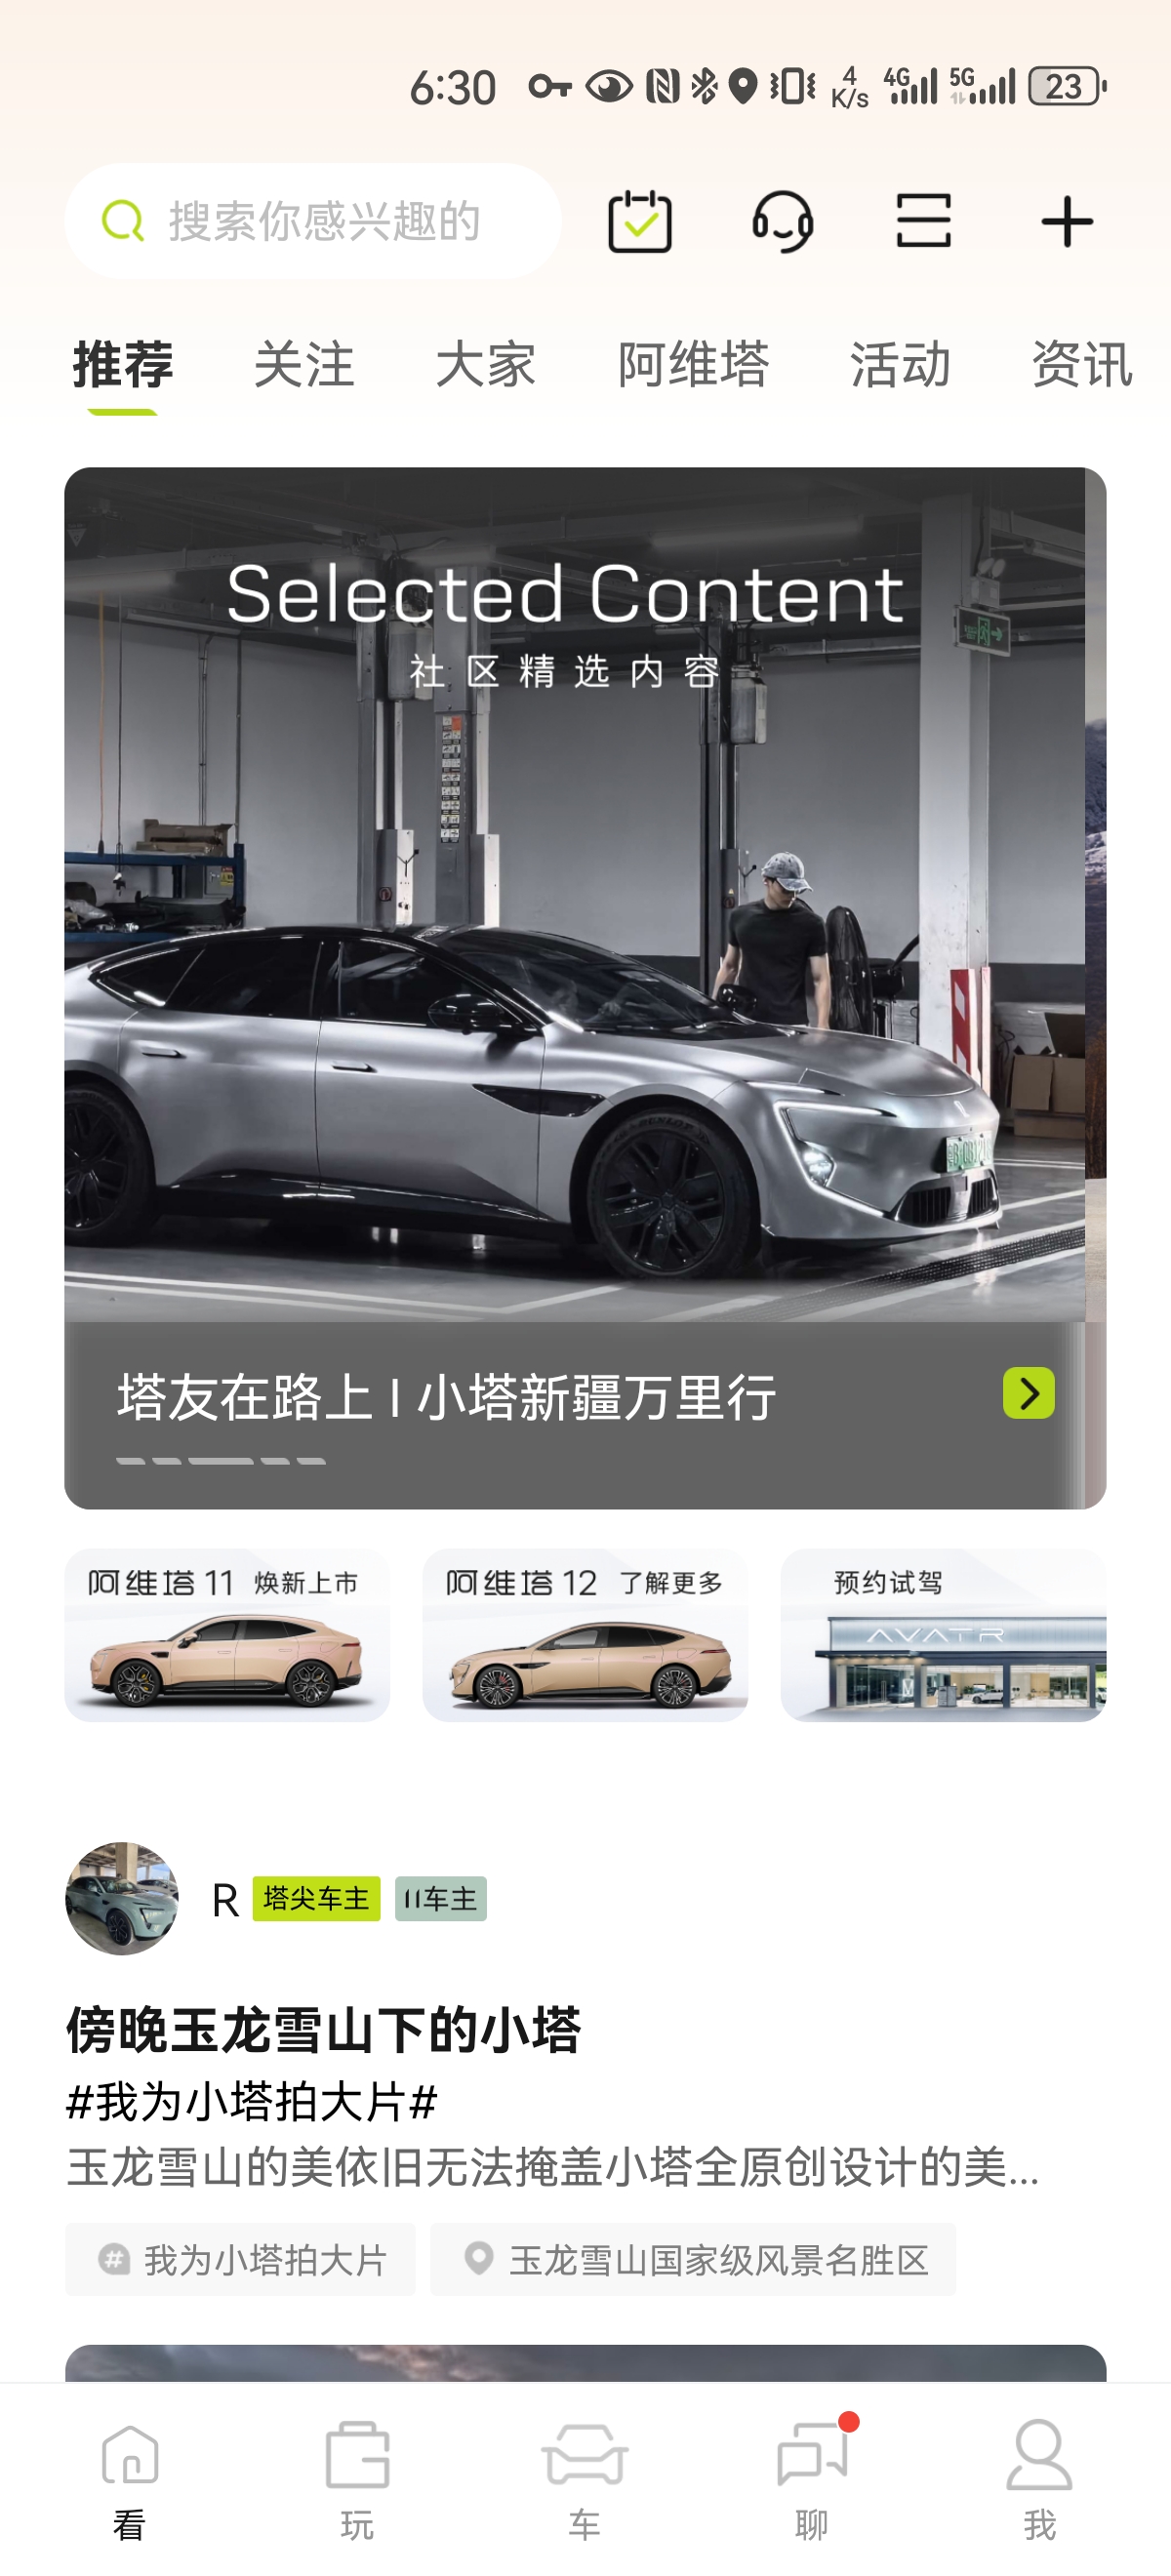 6:30
4 K/s 4G 5G 23
搜索你感兴趣的
推荐 关注 大家 阿维塔 活动 资讯
Selected Content
社区精选内容
DUNLOP
塔友在路上 | 小塔新疆万里行
阿维塔 11 焕新上市
阿维塔 12 了解更多
预约试驾
AVATR
R 塔尖车主 11车主
傍晚玉龙雪山下的小塔
#我为小塔拍大片#
玉龙雪山的美依旧无法掩盖小塔全原创设计的美...
# 我为小塔拍大片 玉龙雪山国家级风景名胜区
看 玩 车 聊 我